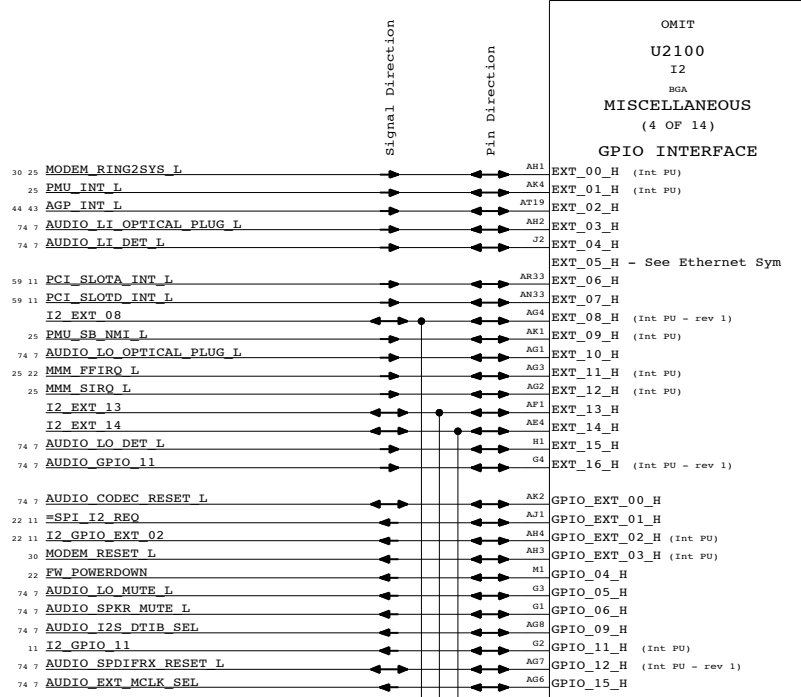 OMIT
U2100
I2
BGA
MISCELLANEOUS
(4 OF 14)
GPIO INTERFACE
Signal Direction
Pin Direction
30 25 MODEM_RING2SYS_L AH1 EXT_00_H (Int PU)
25 PMU_INT_L AK4 EXT_01_H (Int PU)
44 43 AGP_INT_L AT19 EXT_02_H
74 7 AUDIO_LI_OPTICAL_PLUG_L AH2 EXT_03_H
74 7 AUDIO_LI_DET_L J2 EXT_04_H
EXT_05_H - See Ethernet Sym
59 11 PCI_SLOTA_INT_L AR33 EXT_06_H
59 11 PCI_SLOTD_INT_L AN33 EXT_07_H
I2_EXT_08 AG4 EXT_08_H (Int PU - rev 1)
25 PMU_SB_NMI_L AK1 EXT_09_H (Int PU)
74 7 AUDIO_LO_OPTICAL_PLUG_L AG1 EXT_10_H
25 22 MMM_FFIRQ_L AG3 EXT_11_H (Int PU)
25 MMM_SIRQ_L AG2 EXT_12_H (Int PU)
I2_EXT_13 AF1 EXT_13_H
I2_EXT_14 AE4 EXT_14_H
74 7 AUDIO_LO_DET_L H1 EXT_15_H
74 7 AUDIO_GPIO_11 G4 EXT_16_H (Int PU - rev 1)
74 7 AUDIO_CODEC_RESET_L AK2 GPIO_EXT_00_H
22 11 =SPI_I2_REQ AJ1 GPIO_EXT_01_H
22 11 I2_GPIO_EXT_02 AH4 GPIO_EXT_02_H (Int PU)
30 MODEM_RESET_L AH3 GPIO_EXT_03_H (Int PU)
22 FW_POWERDOWN M1 GPIO_04_H
74 7 AUDIO_LO_MUTE_L G3 GPIO_05_H
74 7 AUDIO_SPKR_MUTE_L G1 GPIO_06_H
74 7 AUDIO_I2S_DTIB_SEL AG8 GPIO_09_H
11 I2_GPIO_11 G2 GPIO_11_H (Int PU)
74 7 AUDIO_SPDIFRX_RESET_L AG7 GPIO_12_H (Int PU - rev 1)
74 7 AUDIO_EXT_MCLK_SEL AG6 GPIO_15_H